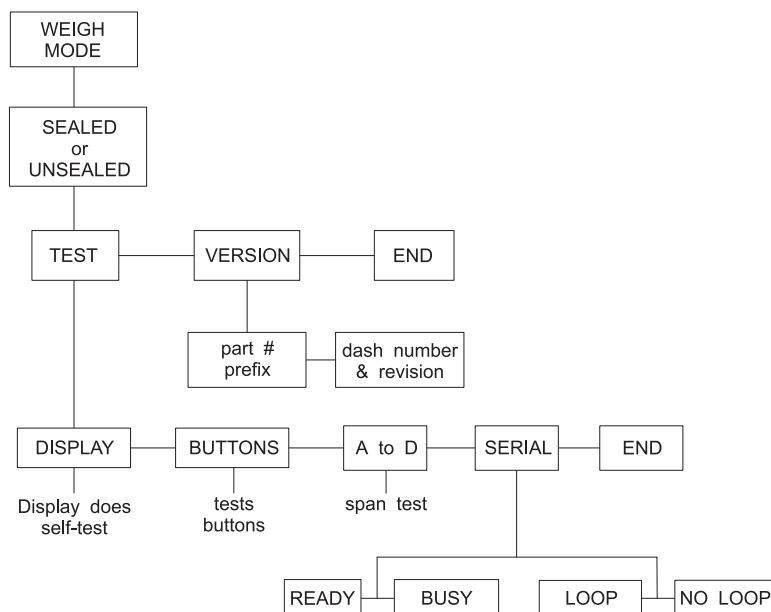 WEIGH
MODE
SEALED
or
UNSEALED
TEST
VERSION
END
part #
prefix
dash number
& revision
DISPLAY
BUTTONS
A to D
SERIAL
END
Display does
self-test
tests
buttons
span test
READY
BUSY
LOOP
NO LOOP